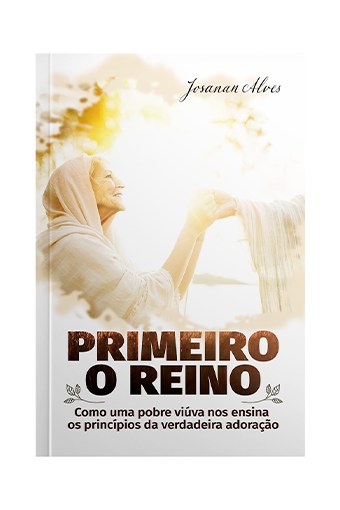 Josanan Alves
PRIMEIRO
O REINO
Como uma pobre viúva nos ensina
os princípios da verdadeira adoração